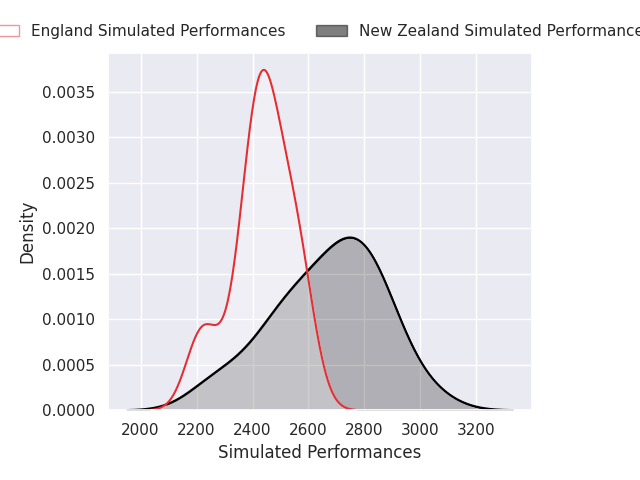 England Simulated Performances
New Zealand Simulated Performance
0.0035
0.0030
0.0025
0.0020
0.0015
0.0010
0.0005
0.0000
Density
2000 2200 2400 2600 2800 3000 3200
Simulated Performances